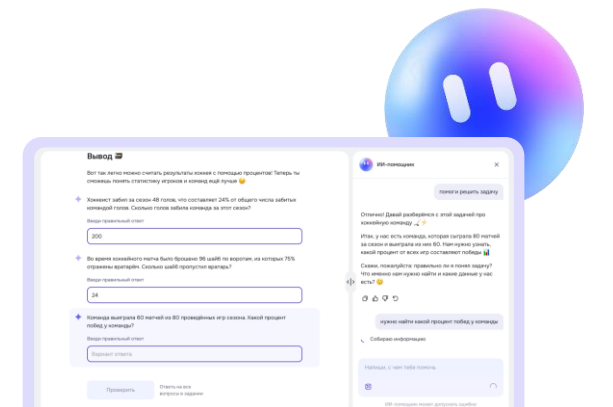 Вывод
Вот так легко можно считать результаты хоккея с помощью процентов! Теперь ты
сможешь понять статистику игроков и команд ещё лучше
Хоккеист забил за сезон 48 голов, что составляет 24% от общего числа забитых
командой голов. Сколько голов забила команда за этот сезон?
Введи правильный ответ
200
Во время хоккейного матча было брошено 96 шайб по воротам, из которых 75%
отражены вратарём. Сколько шайб пропустил вратарь?
Введи правильный ответ
24
Команда выиграла 60 матчей из 80 проведённых игр сезона. Какой процент
побед у команды?
Введи правильный ответ
Вариант ответа
Проверить
Ответь на все
вопросы в задании
ИИ-помощник
помоги решить задачу
Отлично! Давай разберёмся с этой задачей про
хоккейную команду
Итак, у нас есть команда, которая сыграла 80 матчей
за сезон и выиграла из них 60. Нам нужно узнать,
какой процент от всех игр составляют победы
Скажи, пожалуйста: правильно ли я понял задачу?
Что именно нам нужно найти и какие данные у нас
есть?
нужно найти какой процент побед у команды
Собираю информацию
Напиши, с чем тебе помочь
ИИ-помощник может допускать ошибки